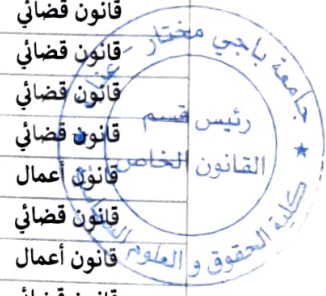 قانون قضائي
قانون قضائي
قانون قضائي
قانون قضائي
قانون أعمال
قانون قضائي
قانون أعمال
جامعة باجي مختار - عنابة
رئيس قسم
القانون الخاص
كلية الحقوق و العلوم